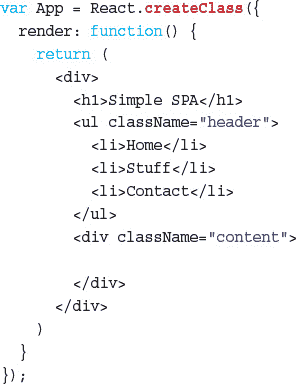 var App = React.createClass({
  render: function() {
    return (
      <div>
        <h1>Simple SPA</h1>
        <ul className="header">
          <li>Home</li>
          <li>Stuff</li>
          <li>Contact</li>
        </ul>
        <div className="content">

        </div>
      </div>
    )
  }
});